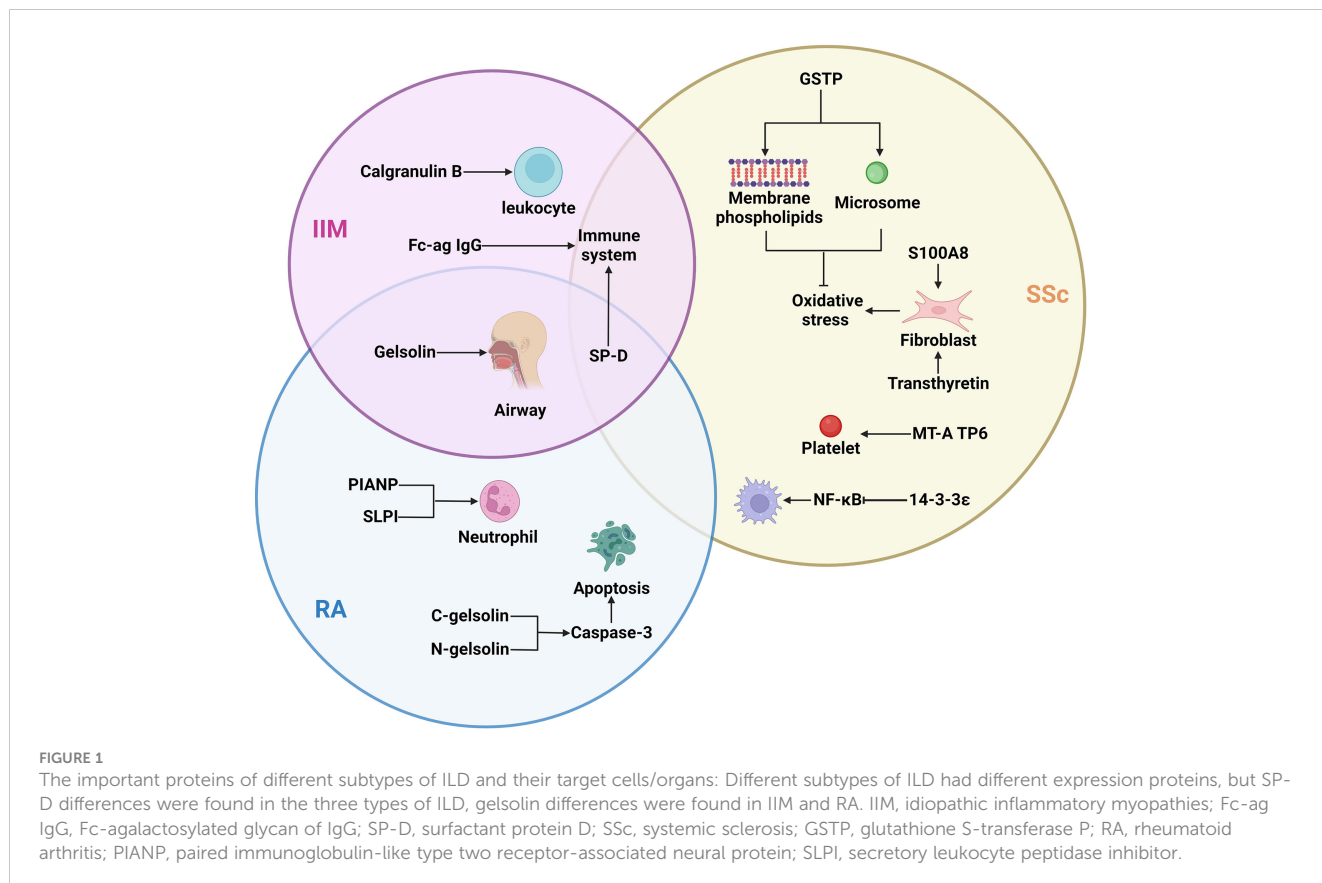 GSTP
Calgranulin B
leukocyte
Membrane
phospholipids
Microsome
IIM
Fc-ag IgG
Immune
system
S100A8
SSc
Oxidative
stress
Fibroblast
Gelsolin
SP-D
Transthyretin
Airway
Platelet
MT-A TP6
PIANP
SLPI
Neutrophil
NF-κB
14-3-3ε
Apoptosis
RA
C-gelsolin
Caspase-3
N-gelsolin
FIGURE 1
The important proteins of different subtypes of ILD and their target cells/organs: Different subtypes of ILD had different expression proteins, but SP-
D differences were found in the three types of ILD, gelsolin differences were found in IIM and RA. IIM, idiopathic inflammatory myopathies; Fc-ag
IgG, Fc-agalactosylated glycan of IgG; SP-D, surfactant protein D; SSc, systemic sclerosis; GSTP, glutathione S-transferase P; RA, rheumatoid
arthritis; PIANP, paired immunoglobulin-like type two receptor-associated neural protein; SLPI, secretory leukocyte peptidase inhibitor.